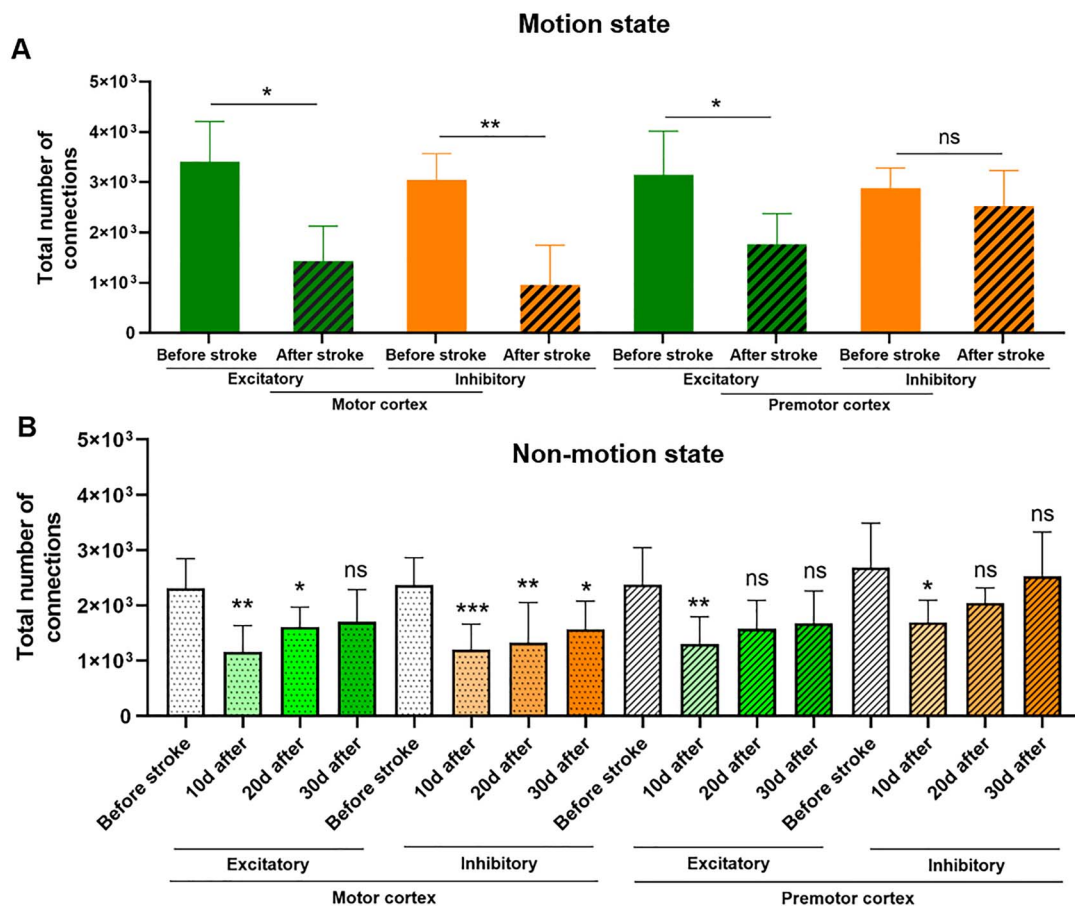 Motion state
A
Total number of
connections
5×10³
4×10³
3×10³
2×10³
1×10³
0
* ** * ns
Before stroke After stroke Before stroke After stroke Before stroke After stroke Before stroke After stroke
Excitatory Inhibitory Excitatory Inhibitory
Motor cortex Premotor cortex
B
Non-motion state
Total number of
connections
5×10³
4×10³
3×10³
2×10³
1×10³
0
** * ns *** ** * ** ns ns * ns ns
Before stroke 10d after 20d after 30d after Before stroke 10d after 20d after 30d after Before stroke 10d after 20d after 30d after Before stroke 10d after 20d after 30d after
Excitatory Inhibitory Excitatory Inhibitory
Motor cortex Premotor cortex